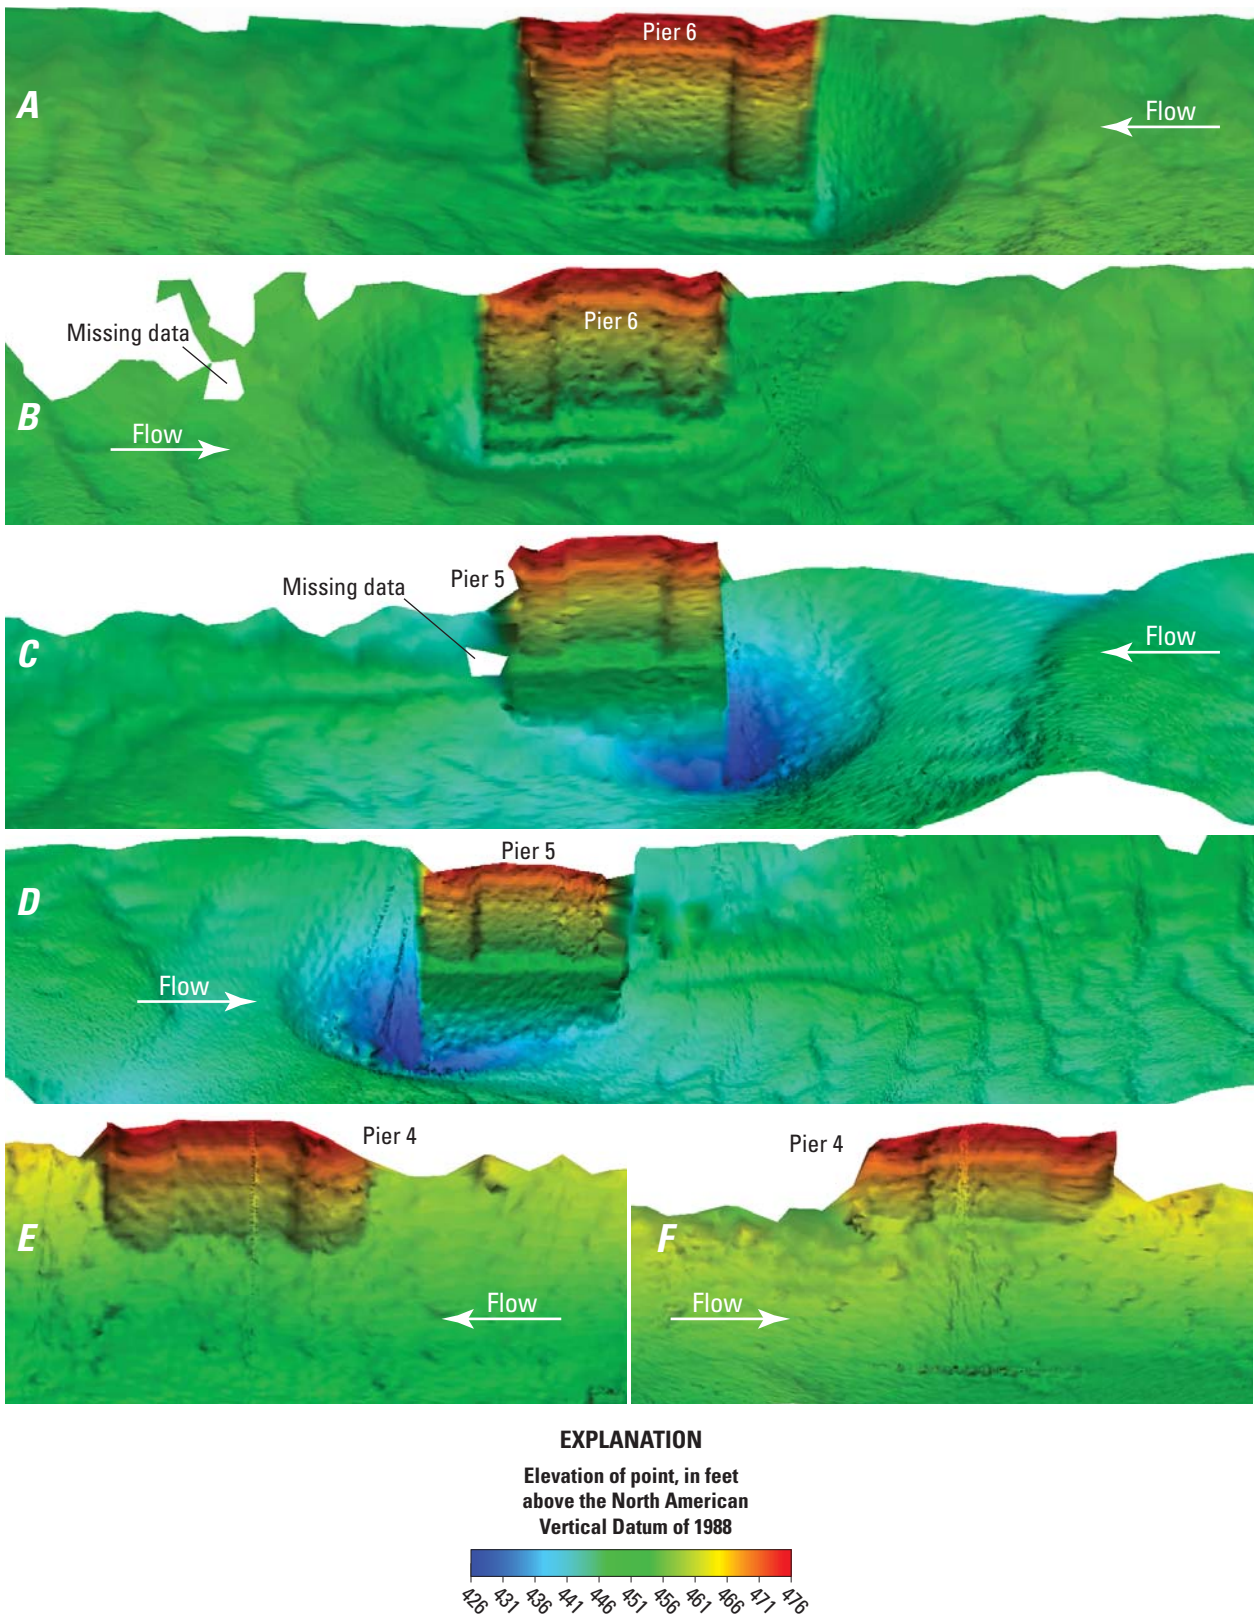 Pier 6
A
Flow
Missing data
Pier 6
B
Flow
Pier 5
Missing data
C
Flow
Pier 5
D
Flow
Pier 4
E
Flow
Pier 4
F
Flow
EXPLANATION
Elevation of point, in feet
above the North American
Vertical Datum of 1988
426 431 436 441 446 451 456 461 466 471 476